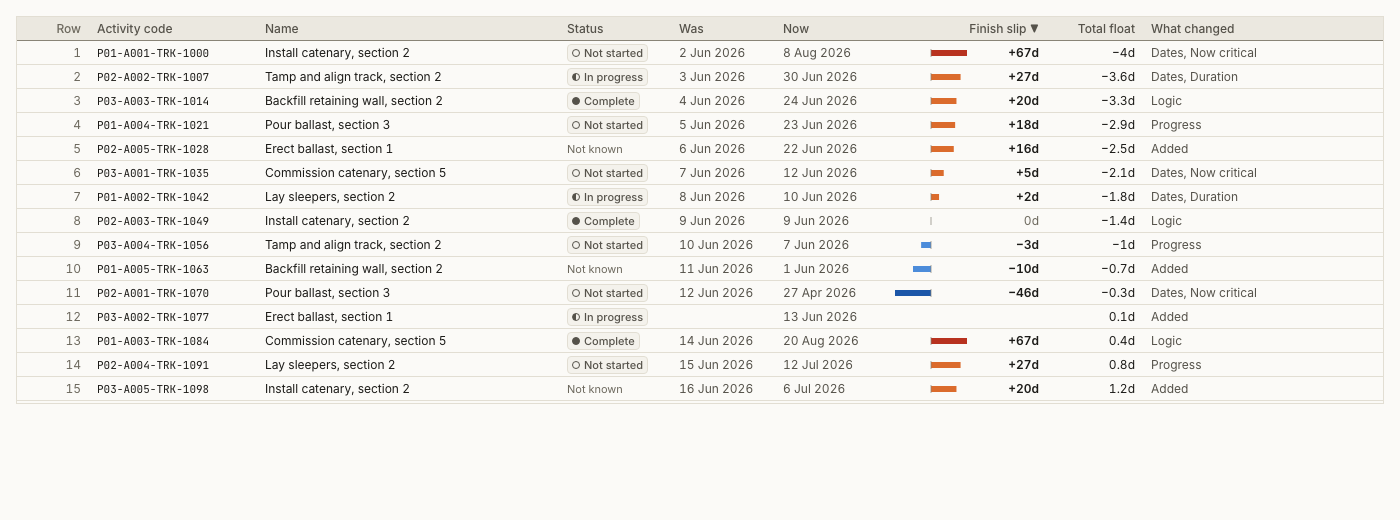 Row Activity code Name Status Was Now Finish slip ▼ Total float What changed
1 P01-A001-TRK-1000 Install catenary, section 2 Not started 2 Jun 2026 8 Aug 2026 +67d −4d Dates, Now critical
2 P02-A002-TRK-1007 Tamp and align track, section 2 In progress 3 Jun 2026 30 Jun 2026 +27d −3.6d Dates, Duration
3 P03-A003-TRK-1014 Backfill retaining wall, section 2 Complete 4 Jun 2026 24 Jun 2026 +20d −3.3d Logic
4 P01-A004-TRK-1021 Pour ballast, section 3 Not started 5 Jun 2026 23 Jun 2026 +18d −2.9d Progress
5 P02-A005-TRK-1028 Erect ballast, section 1 Not known 6 Jun 2026 22 Jun 2026 +16d −2.5d Added
6 P03-A001-TRK-1035 Commission catenary, section 5 Not started 7 Jun 2026 12 Jun 2026 +5d −2.1d Dates, Now critical
7 P01-A002-TRK-1042 Lay sleepers, section 2 In progress 8 Jun 2026 10 Jun 2026 +2d −1.8d Dates, Duration
8 P02-A003-TRK-1049 Install catenary, section 2 Complete 9 Jun 2026 9 Jun 2026 0d −1.4d Logic
9 P03-A004-TRK-1056 Tamp and align track, section 2 Not started 10 Jun 2026 7 Jun 2026 −3d −1d Progress
10 P01-A005-TRK-1063 Backfill retaining wall, section 2 Not known 11 Jun 2026 1 Jun 2026 −10d −0.7d Added
11 P02-A001-TRK-1070 Pour ballast, section 3 Not started 12 Jun 2026 27 Apr 2026 −46d −0.3d Dates, Now critical
12 P03-A002-TRK-1077 Erect ballast, section 1 In progress 13 Jun 2026 0.1d Added
13 P01-A003-TRK-1084 Commission catenary, section 5 Complete 14 Jun 2026 20 Aug 2026 +67d 0.4d Logic
14 P02-A004-TRK-1091 Lay sleepers, section 2 Not started 15 Jun 2026 12 Jul 2026 +27d 0.8d Progress
15 P03-A005-TRK-1098 Install catenary, section 2 Not known 16 Jun 2026 6 Jul 2026 +20d 1.2d Added